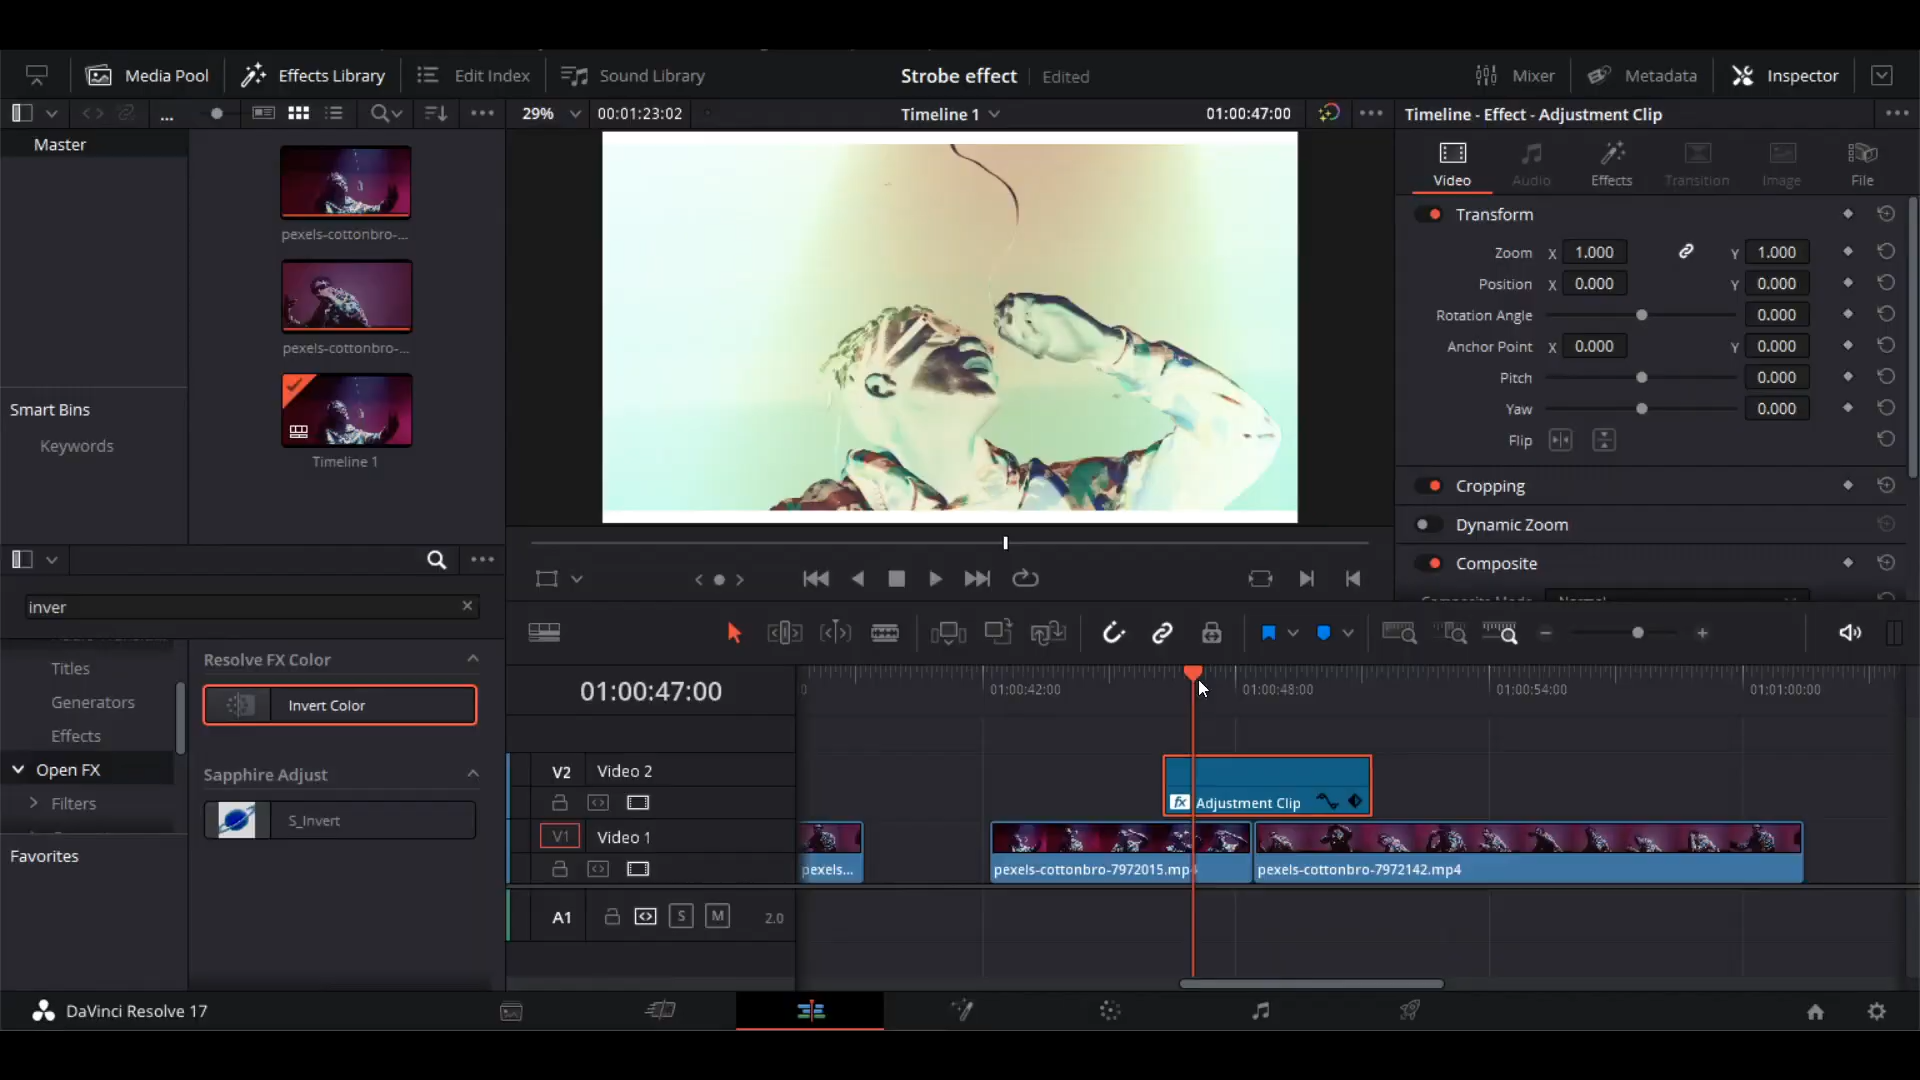 Media Pool Effects Library Edit Index Sound Library Strobe effect Edited Mixer Metadata Inspector
... 29% 00:01:23:02 Timeline 1 01:00:47:00 Timeline - Effect - Adjustment Clip
Master
pexels-cottonbro-...
pexels-cottonbro-...
Timeline 1
Smart Bins
Keywords
Video Audio Effects Transition Image File
Transform
Zoom X 1.000 Y 1.000
Position X 0.000 Y 0.000
Rotation Angle 0.000
Anchor Point X 0.000 Y 0.000
Pitch 0.000
Yaw 0.000
Flip
Cropping
Dynamic Zoom
Composite
inver
Titles
Generators
Effects
Open FX
Filters
Favorites
Resolve FX Color
Invert Color
Sapphire Adjust
S_Invert
01:00:47:00
01:00:42:00 01:00:48:00 01:00:54:00 01:01:00:00
V2 Video 2
fx Adjustment Clip
V1 Video 1
pexels... pexels-cottonbro-7972015.mp4 pexels-cottonbro-7972142.mp4
A1 S M 2.0
DaVinci Resolve 17